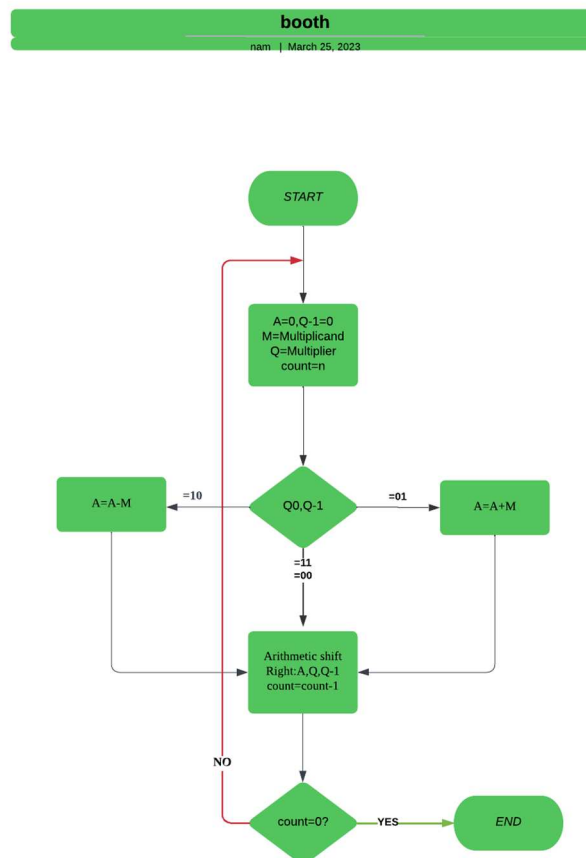 booth
nam | March 25, 2023
START
A=0,Q-1=0
M=Multiplicand
Q=Multiplier
count=n
A=A-M
=10
Q0,Q-1
=01
A=A+M
=11
=00
Arithmetic shift
Right:A,Q,Q-1
count=count-1
NO
count=0?
YES
END